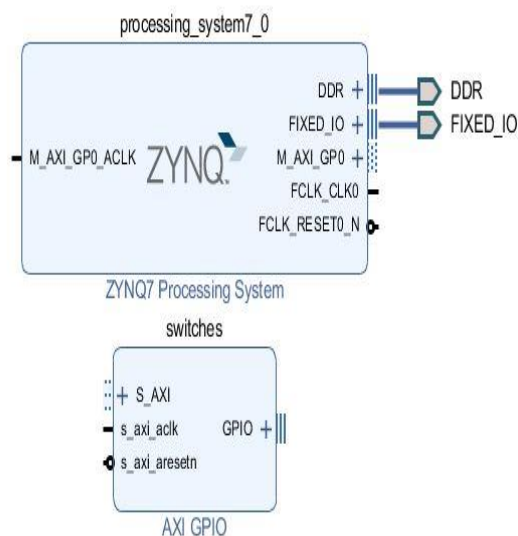 processing_system7_0
DDR
DDR
FIXED_IO
FIXED_IO
M_AXI_GP0_ACLK
ZYNQ
M_AXI_GP0
FCLK_CLK0
FCLK_RESET0_N
ZYNQ7 Processing System
switches
S_AXI
s_axi_aclk
GPIO
s_axi_aresetn
AXI GPIO